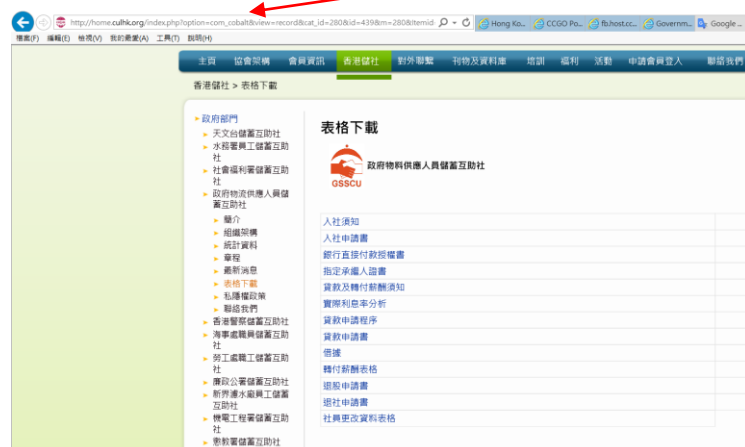 http://home.culhk.org/index.php?option=com_cobalt&view=record&cat_id=280&id=439&m=280&Itemid
Hong Ko...
CCGO Po...
fb.host.cc...
Governm...
Google ...
檔案(F) 編輯(E) 檢視(V) 我的最愛(A) 工具(T) 說明(H)
主頁 協會架構 會員資訊 香港儲社 對外聯繫 刊物及資料庫 培訓 福利 活動 申請會員登入 聯絡我們
香港儲社 > 表格下載
政府部門
天文台儲蓄互助社
水務署員工儲蓄互助
社
社會福利署儲蓄互助
社
政府物流供應人員儲
蓄互助社
簡介
組織架構
統計資料
章程
最新消息
表格下載
私隱權政策
聯絡我們
香港警察儲蓄互助社
海事處職員儲蓄互助
社
勞工處職工儲蓄互助
社
廉政公署儲蓄互助社
新界濾水廠員工儲蓄
互助社
機電工程署儲蓄互助
社
懲教署儲蓄互助社
表格下載
GSSCU
政府物料供應人員儲蓄互助社
入社須知
入社申請書
銀行直接付款授權書
指定承繼人證書
貸款及轉付薪酬須知
實際利息率分析
貸款申請程序
貸款申請書
借據
轉付薪酬表格
退股申請書
退社申請書
社員更改資料表格